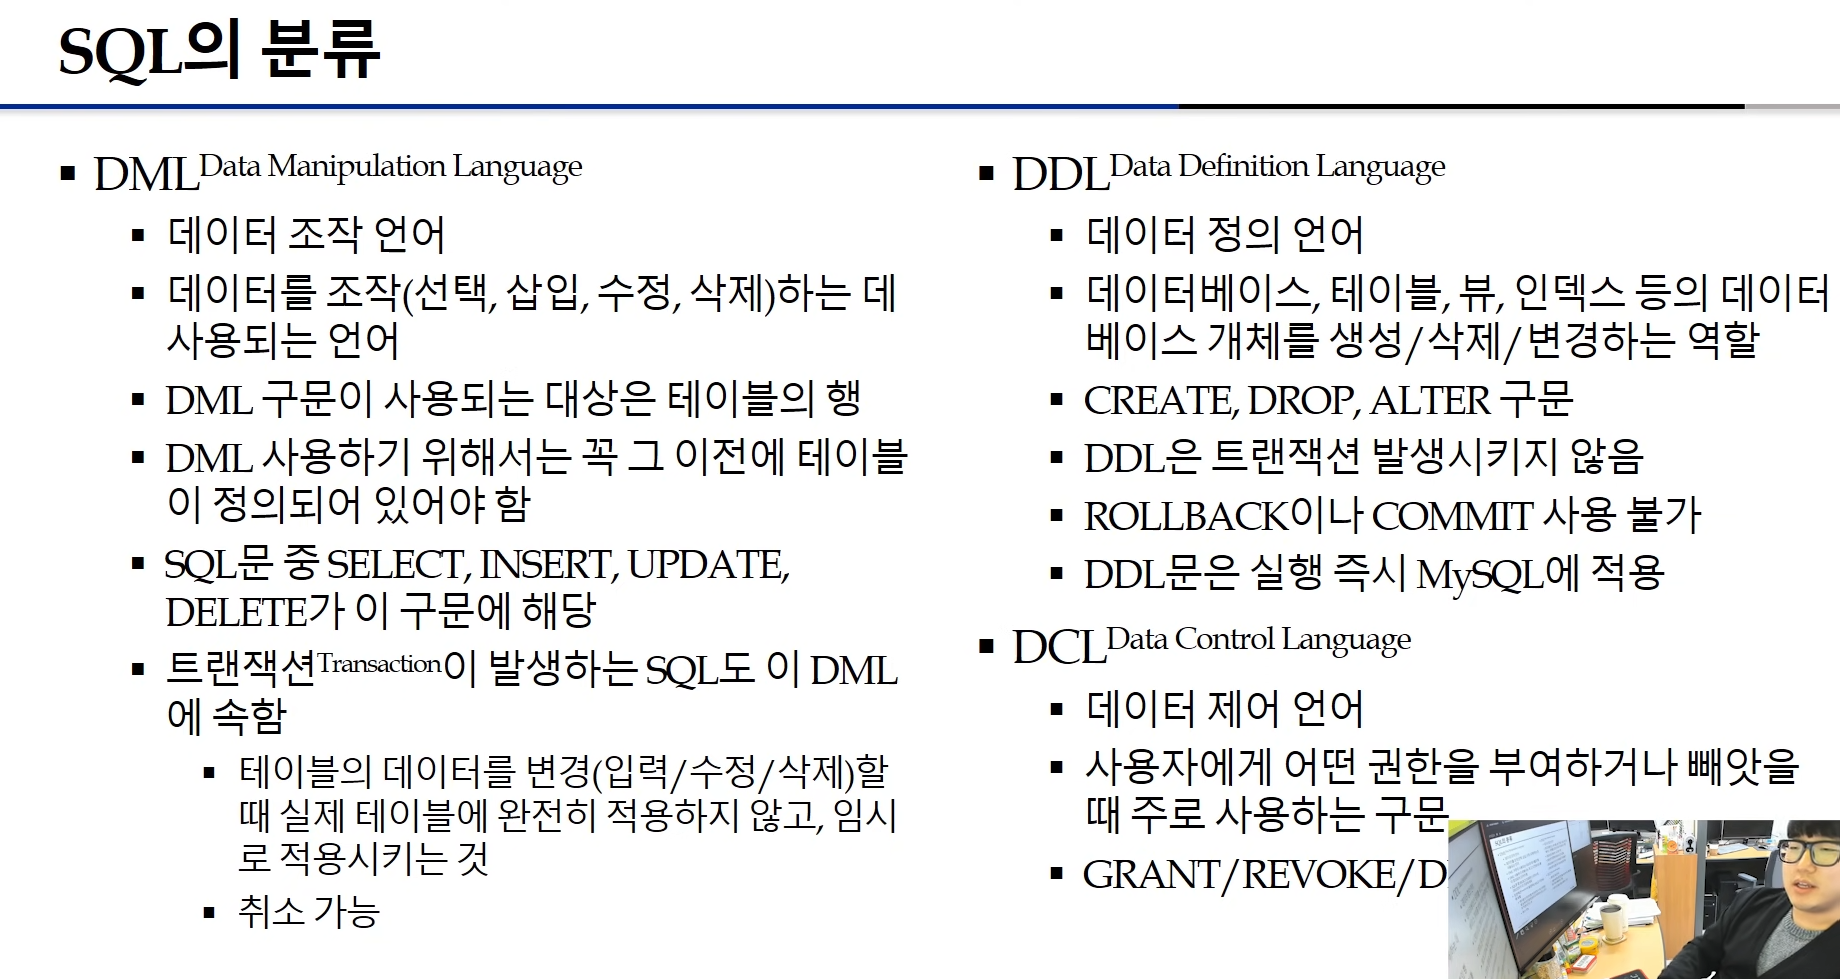 SQL의 분류
DML Data Manipulation Language
데이터 조작 언어
데이터를 조작(선택, 삽입, 수정, 삭제)하는 데
사용되는 언어
DML 구문이 사용되는 대상은 테이블의 행
DML 사용하기 위해서는 꼭 그 이전에 테이블
이 정의되어 있어야 함
SQL문 중 SELECT, INSERT, UPDATE,
DELETE가 이 구문에 해당
트랜잭션Transaction이 발생하는 SQL도 이 DML
에 속함
테이블의 데이터를 변경(입력/수정/삭제)할
때 실제 테이블에 완전히 적용하지 않고, 임시
로 적용시키는 것
취소 가능
DDL Data Definition Language
데이터 정의 언어
데이터베이스, 테이블, 뷰, 인덱스 등의 데이터
베이스 개체를 생성/삭제/변경하는 역할
CREATE, DROP, ALTER 구문
DDL은 트랜잭션 발생시키지 않음
ROLLBACK이나 COMMIT 사용 불가
DDL문은 실행 즉시 MySQL에 적용
DCL Data Control Language
데이터 제어 언어
사용자에게 어떤 권한을 부여하거나 빼앗을
때 주로 사용하는 구문
GRANT/REVOKE/D